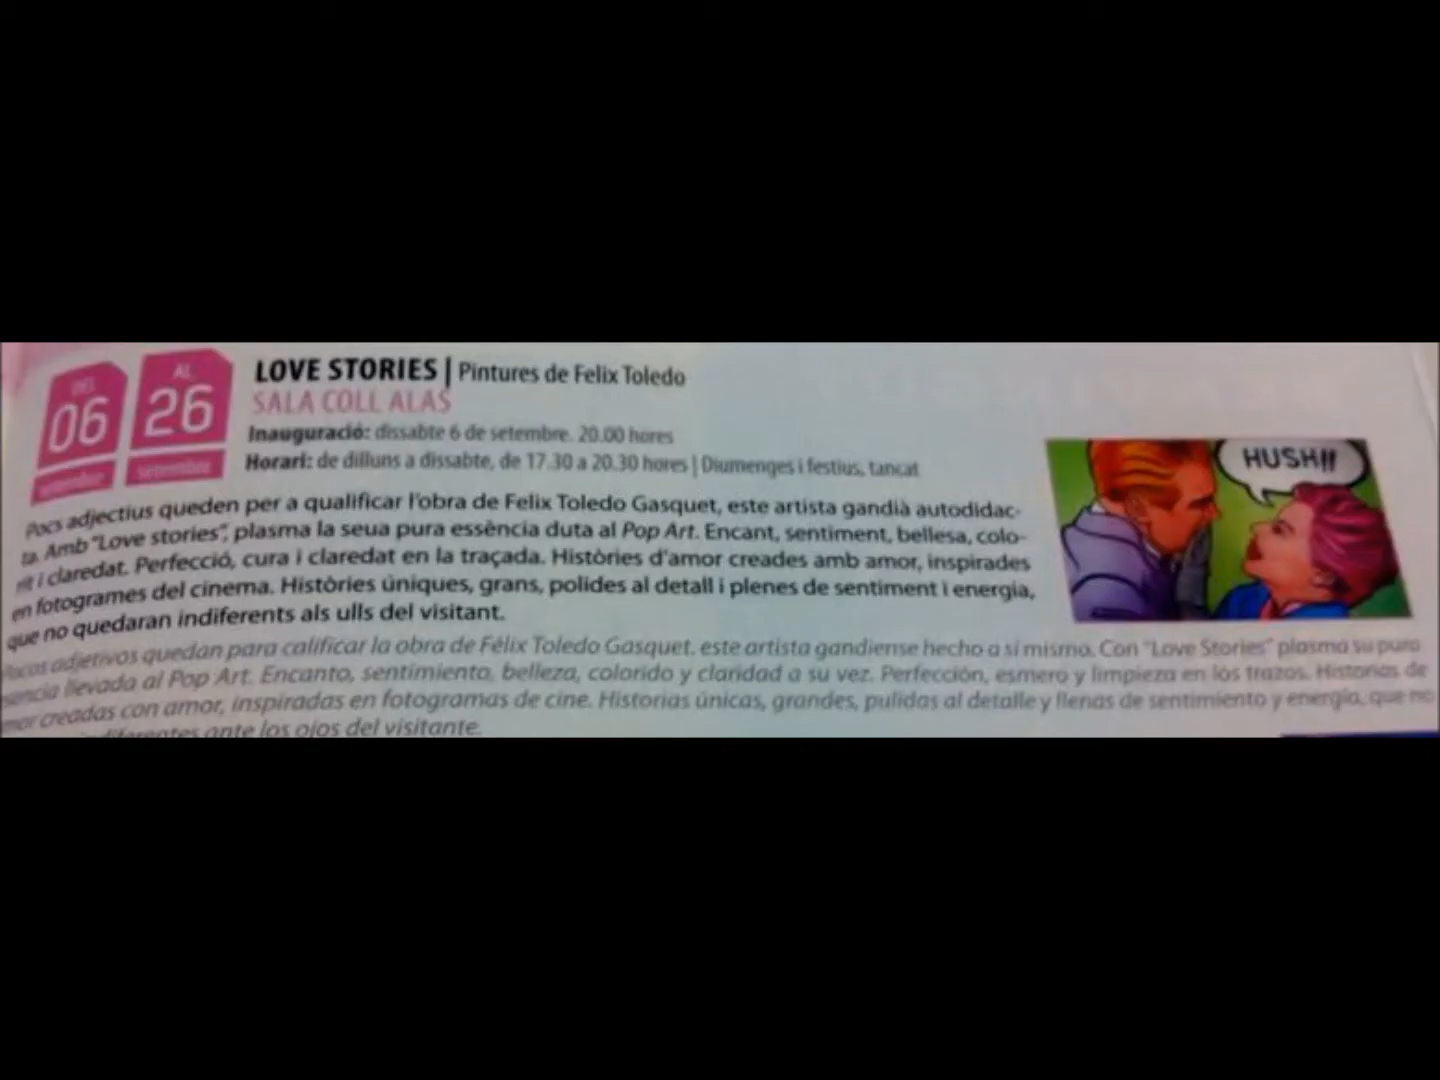 DEL
06
setembre
AL
26
setembre
LOVE STORIES | Pintures de Felix Toledo
SALA COLL ALAS
Inauguració: dissabte 6 de setembre. 20.00 hores
Horari: de dilluns a dissabte, de 17.30 a 20.30 hores | Diumenges i festius, tancat
HUSH!!
Pocs adjectius queden per a qualificar l'obra de Felix Toledo Gasquet, este artista gandià autodidac-
ta. Amb "Love stories", plasma la seua pura essència duta al Pop Art. Encant, sentiment, bellesa, colo-
rit i claredat. Perfecció, cura i claredat en la traçada. Històries d'amor creades amb amor, inspirades
en fotogrames del cinema. Històries úniques, grans, polides al detall i plenes de sentiment i energia,
que no quedaran indiferents als ulls del visitant.
Pocos adjetivos quedan para calificar la obra de Félix Toledo Gasquet. este artista gandiense hecho a sí mismo. Con "Love Stories" plasma su pura
sencia llevada al Pop Art. Encanto, sentimiento, belleza, colorido y claridad a su vez. Perfección, esmero y limpieza en los trazos. Historias de
mor creadas con amor, inspiradas en fotogramas de cine. Historias únicas, grandes, pulidas al detalle y llenas de sentimiento y energía, que no
indiferentes ante los ojos del visitante.